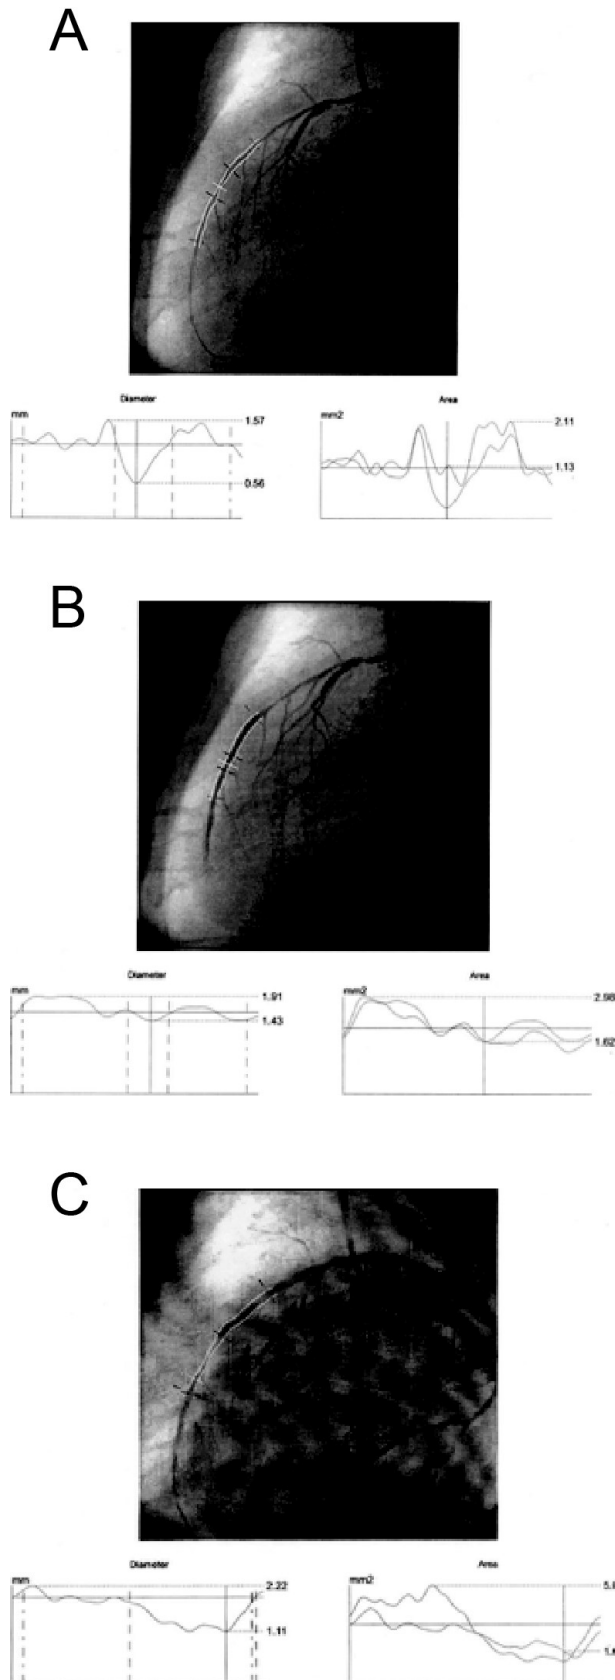 A
Diameter Area
mm 1.57
0.56
mm2 2.11
1.13
B
Diameter Area
mm 1.91
1.43
mm2 2.98
1.62
C
Diameter Area
mm 2.22
1.11
mm2